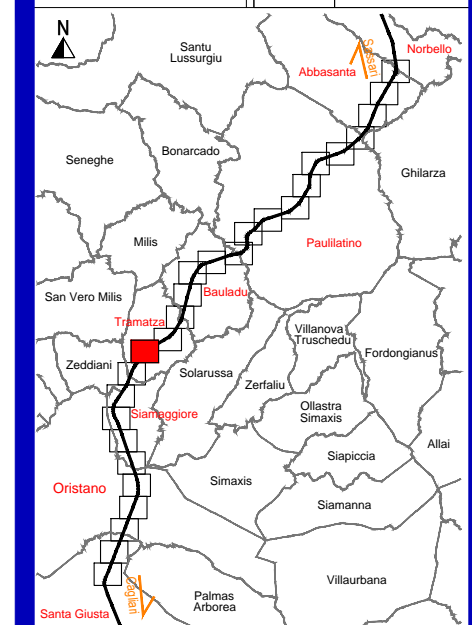 N
Santu
Lussurgiu
Sassari
Norbello
Abbasanta
Bonarcado
Seneghe
Ghilarza
Milis
Paulilatino
San Vero Milis
Bauladu
Tramatza
Villanova
Truschedu
Fordongianus
Zeddiani
Solarussa
Zerfaliu
Ollastra
Simaxis
Siamaggiore
Allai
Siapiccia
Simaxis
Oristano
Siamanna
Cagliari
Villaurbana
Palmas
Arborea
Santa Giusta